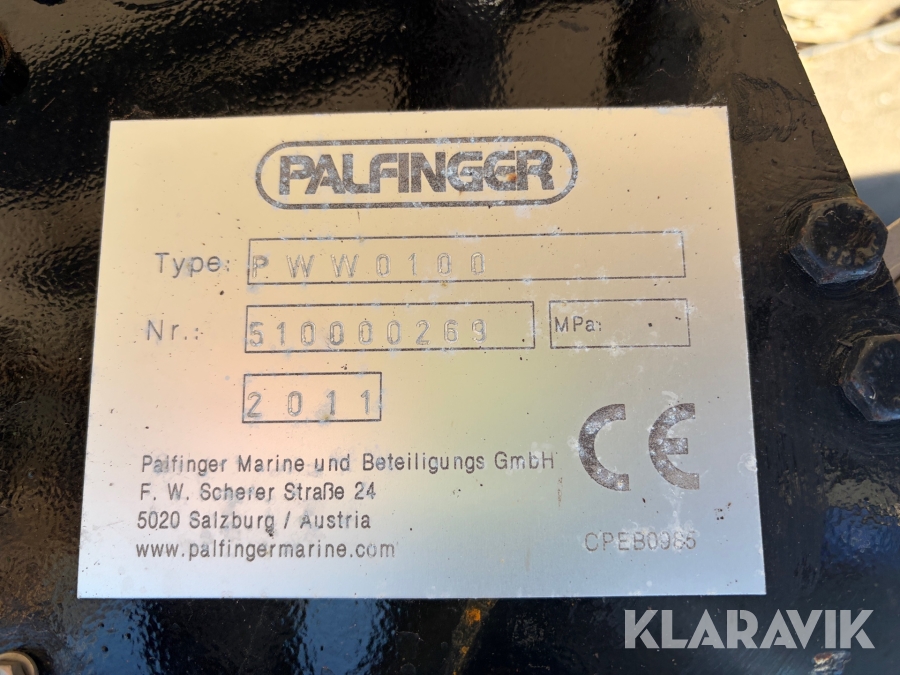 PALFINGER
Type: PWW0100
Nr.: 510000269 MPa:
2011
Palfinger Marine und Beteiligungs GmbH
F. W. Scherer Straße 24
5020 Salzburg / Austria
www.palfingermarine.com
CE
CPEB0986
KLARAVIK